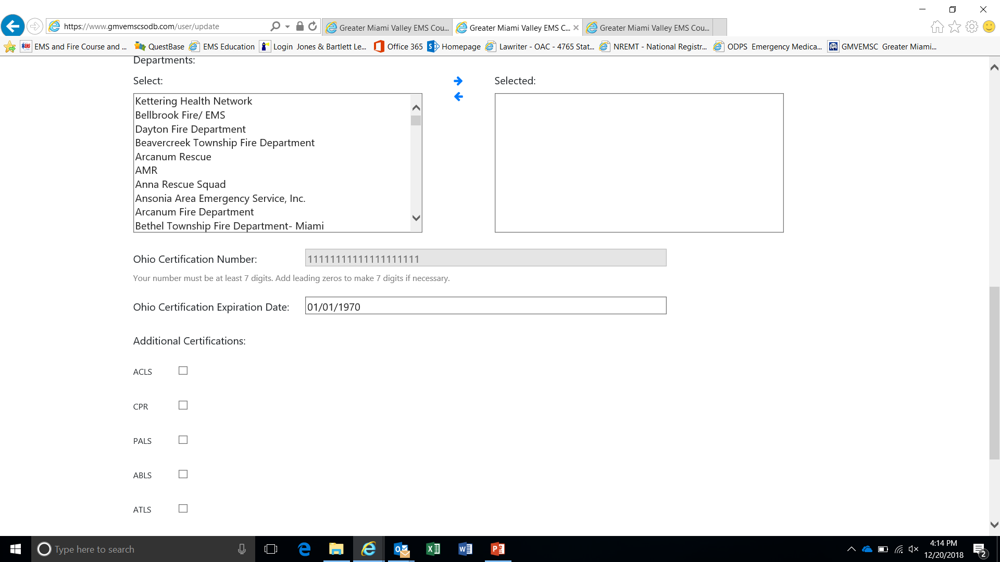 https://www.gmvemscsodb.com/user/update
Greater Miami Valley EMS Cou...
Greater Miami Valley EMS C...
Greater Miami Valley EMS Cou...
EMS and Fire Course and ...
QuestBase
EMS Education
Login Jones & Bartlett Le...
Office 365
Homepage
Lawriter - OAC - 4765 Stat...
NREMT - National Registr...
ODPS Emergency Medica...
GMVEMSC Greater Miami...
Departments:
Select:
Selected:
Kettering Health Network
Bellbrook Fire/ EMS
Dayton Fire Department
Beavercreek Township Fire Department
Arcanum Rescue
AMR
Anna Rescue Squad
Ansonia Area Emergency Service, Inc.
Arcanum Fire Department
Bethel Township Fire Department- Miami
Ohio Certification Number:
11111111111111111111
Your number must be at least 7 digits. Add leading zeros to make 7 digits if necessary.
Ohio Certification Expiration Date:
01/01/1970
Additional Certifications:
ACLS
CPR
PALS
ABLS
ATLS
Type here to search
4:14 PM
12/20/2018
2